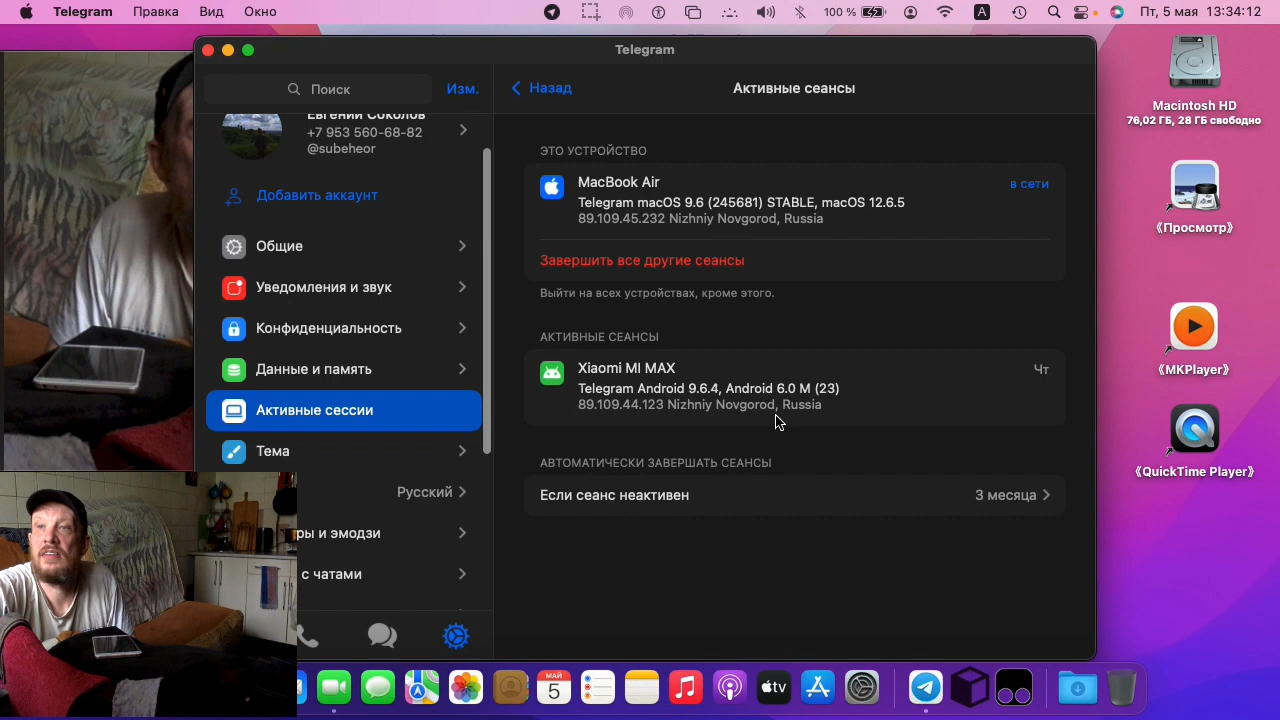 Telegram Правка Вид Окно 100 % A Пт, 5 мая 13:34:12
Telegram
Поиск Изм.
Евгений Соколов
+7 953 560-68-82
@subeheor
Добавить аккаунт
Общие
Уведомления и звук
Конфиденциальность
Данные и память
Активные сессии
Тема
Русский
ры и эмодзи
с чатами
Назад Активные сеансы
ЭТО УСТРОЙСТВО
MacBook Air в сети
Telegram macOS 9.6 (245681) STABLE, macOS 12.6.5
89.109.45.232 Nizhniy Novgorod, Russia
Завершить все другие сеансы
Выйти на всех устройствах, кроме этого.
АКТИВНЫЕ СЕАНСЫ
Xiaomi MI MAX Чт
Telegram Android 9.6.4, Android 6.0 M (23)
89.109.44.123 Nizhniy Novgorod, Russia
АВТОМАТИЧЕСКИ ЗАВЕРШАТЬ СЕАНСЫ
Если сеанс неактивен 3 месяца
Macintosh HD
76,02 ГБ, 28 ГБ свободно
《Просмотр》
《MKPlayer》
《QuickTime Player》
МАЙ
5
tv